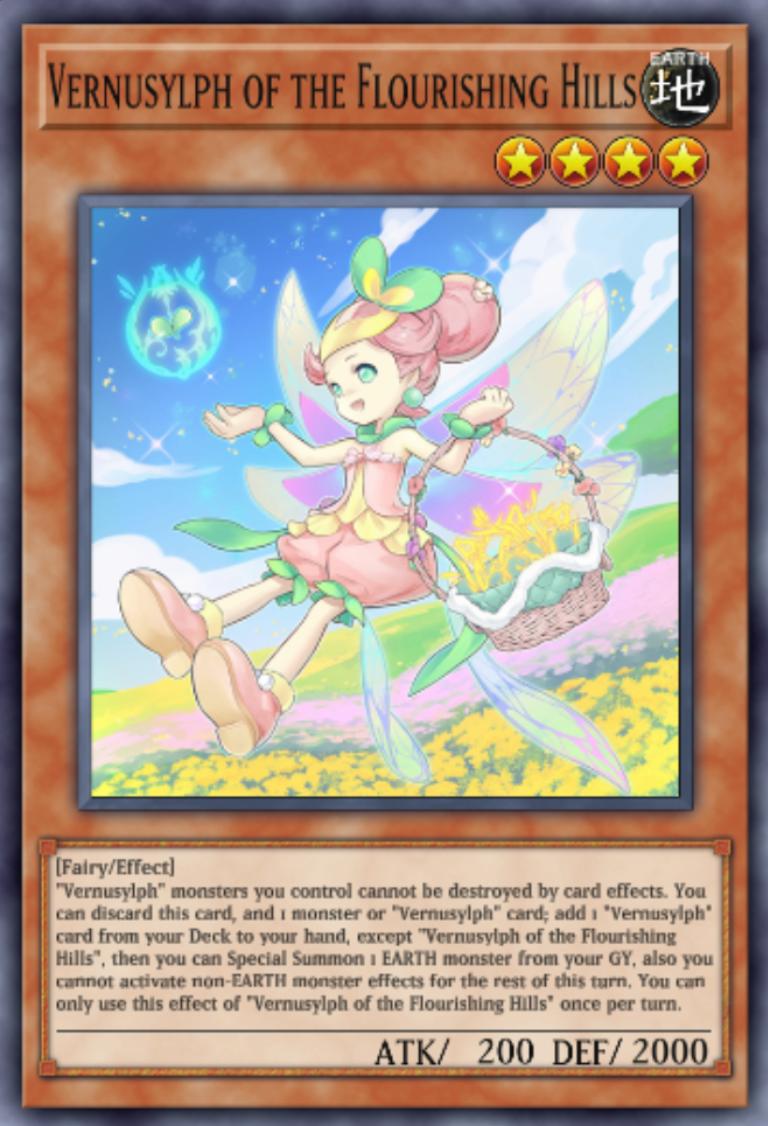 VERNUSYLPH OF THE FLOURISHING HILLS
EARTH
地
[Fairy/Effect]
"Vernusylph" monsters you control cannot be destroyed by card effects. You
can discard this card, and 1 monster or "Vernusylph" card; add 1 "Vernusylph"
card from your Deck to your hand, except "Vernusylph of the Flourishing
Hills", then you can Special Summon 1 EARTH monster from your GY, also you
cannot activate non-EARTH monster effects for the rest of this turn. You can
only use this effect of "Vernusylph of the Flourishing Hills" once per turn.
ATK/ 200 DEF/ 2000